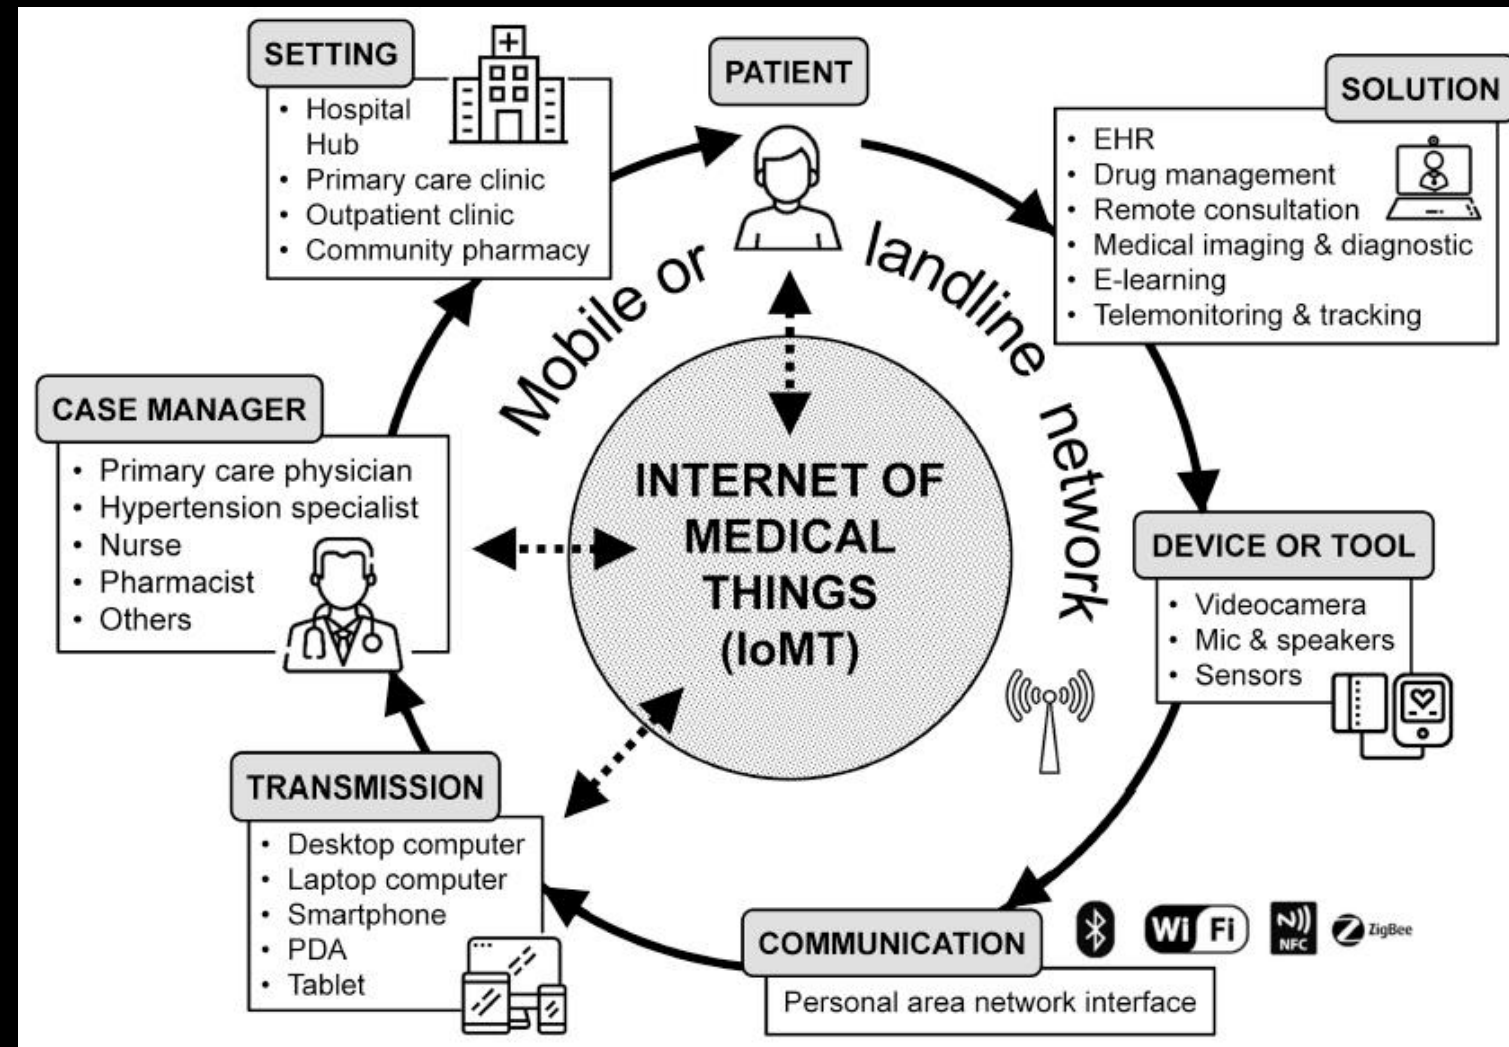 SETTING
• Hospital
Hub
• Primary care clinic
• Outpatient clinic
• Community pharmacy
PATIENT
SOLUTION
• EHR
• Drug management
• Remote consultation
• Medical imaging & diagnostic
• E-learning
• Telemonitoring & tracking
Mobile or landline network
CASE MANAGER
• Primary care physician
• Hypertension specialist
• Nurse
• Pharmacist
• Others
INTERNET OF
MEDICAL
THINGS
(IoMT)
DEVICE OR TOOL
• Videocamera
• Mic & speakers
• Sensors
TRANSMISSION
• Desktop computer
• Laptop computer
• Smartphone
• PDA
• Tablet
COMMUNICATION
Wi Fi
N
NFC
ZigBee
Personal area network interface